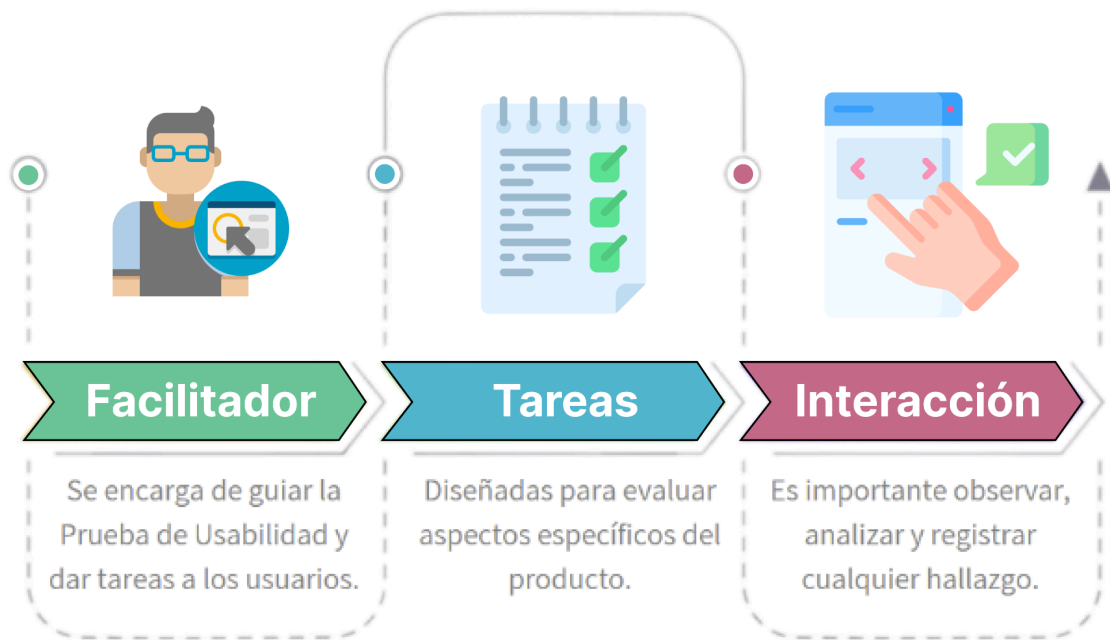 Facilitador
Se encarga de guiar la
Prueba de Usabilidad y
dar tareas a los usuarios.
Tareas
Diseñadas para evaluar
aspectos específicos del
producto.
Interacción
Es importante observar,
analizar y registrar
cualquier hallazgo.